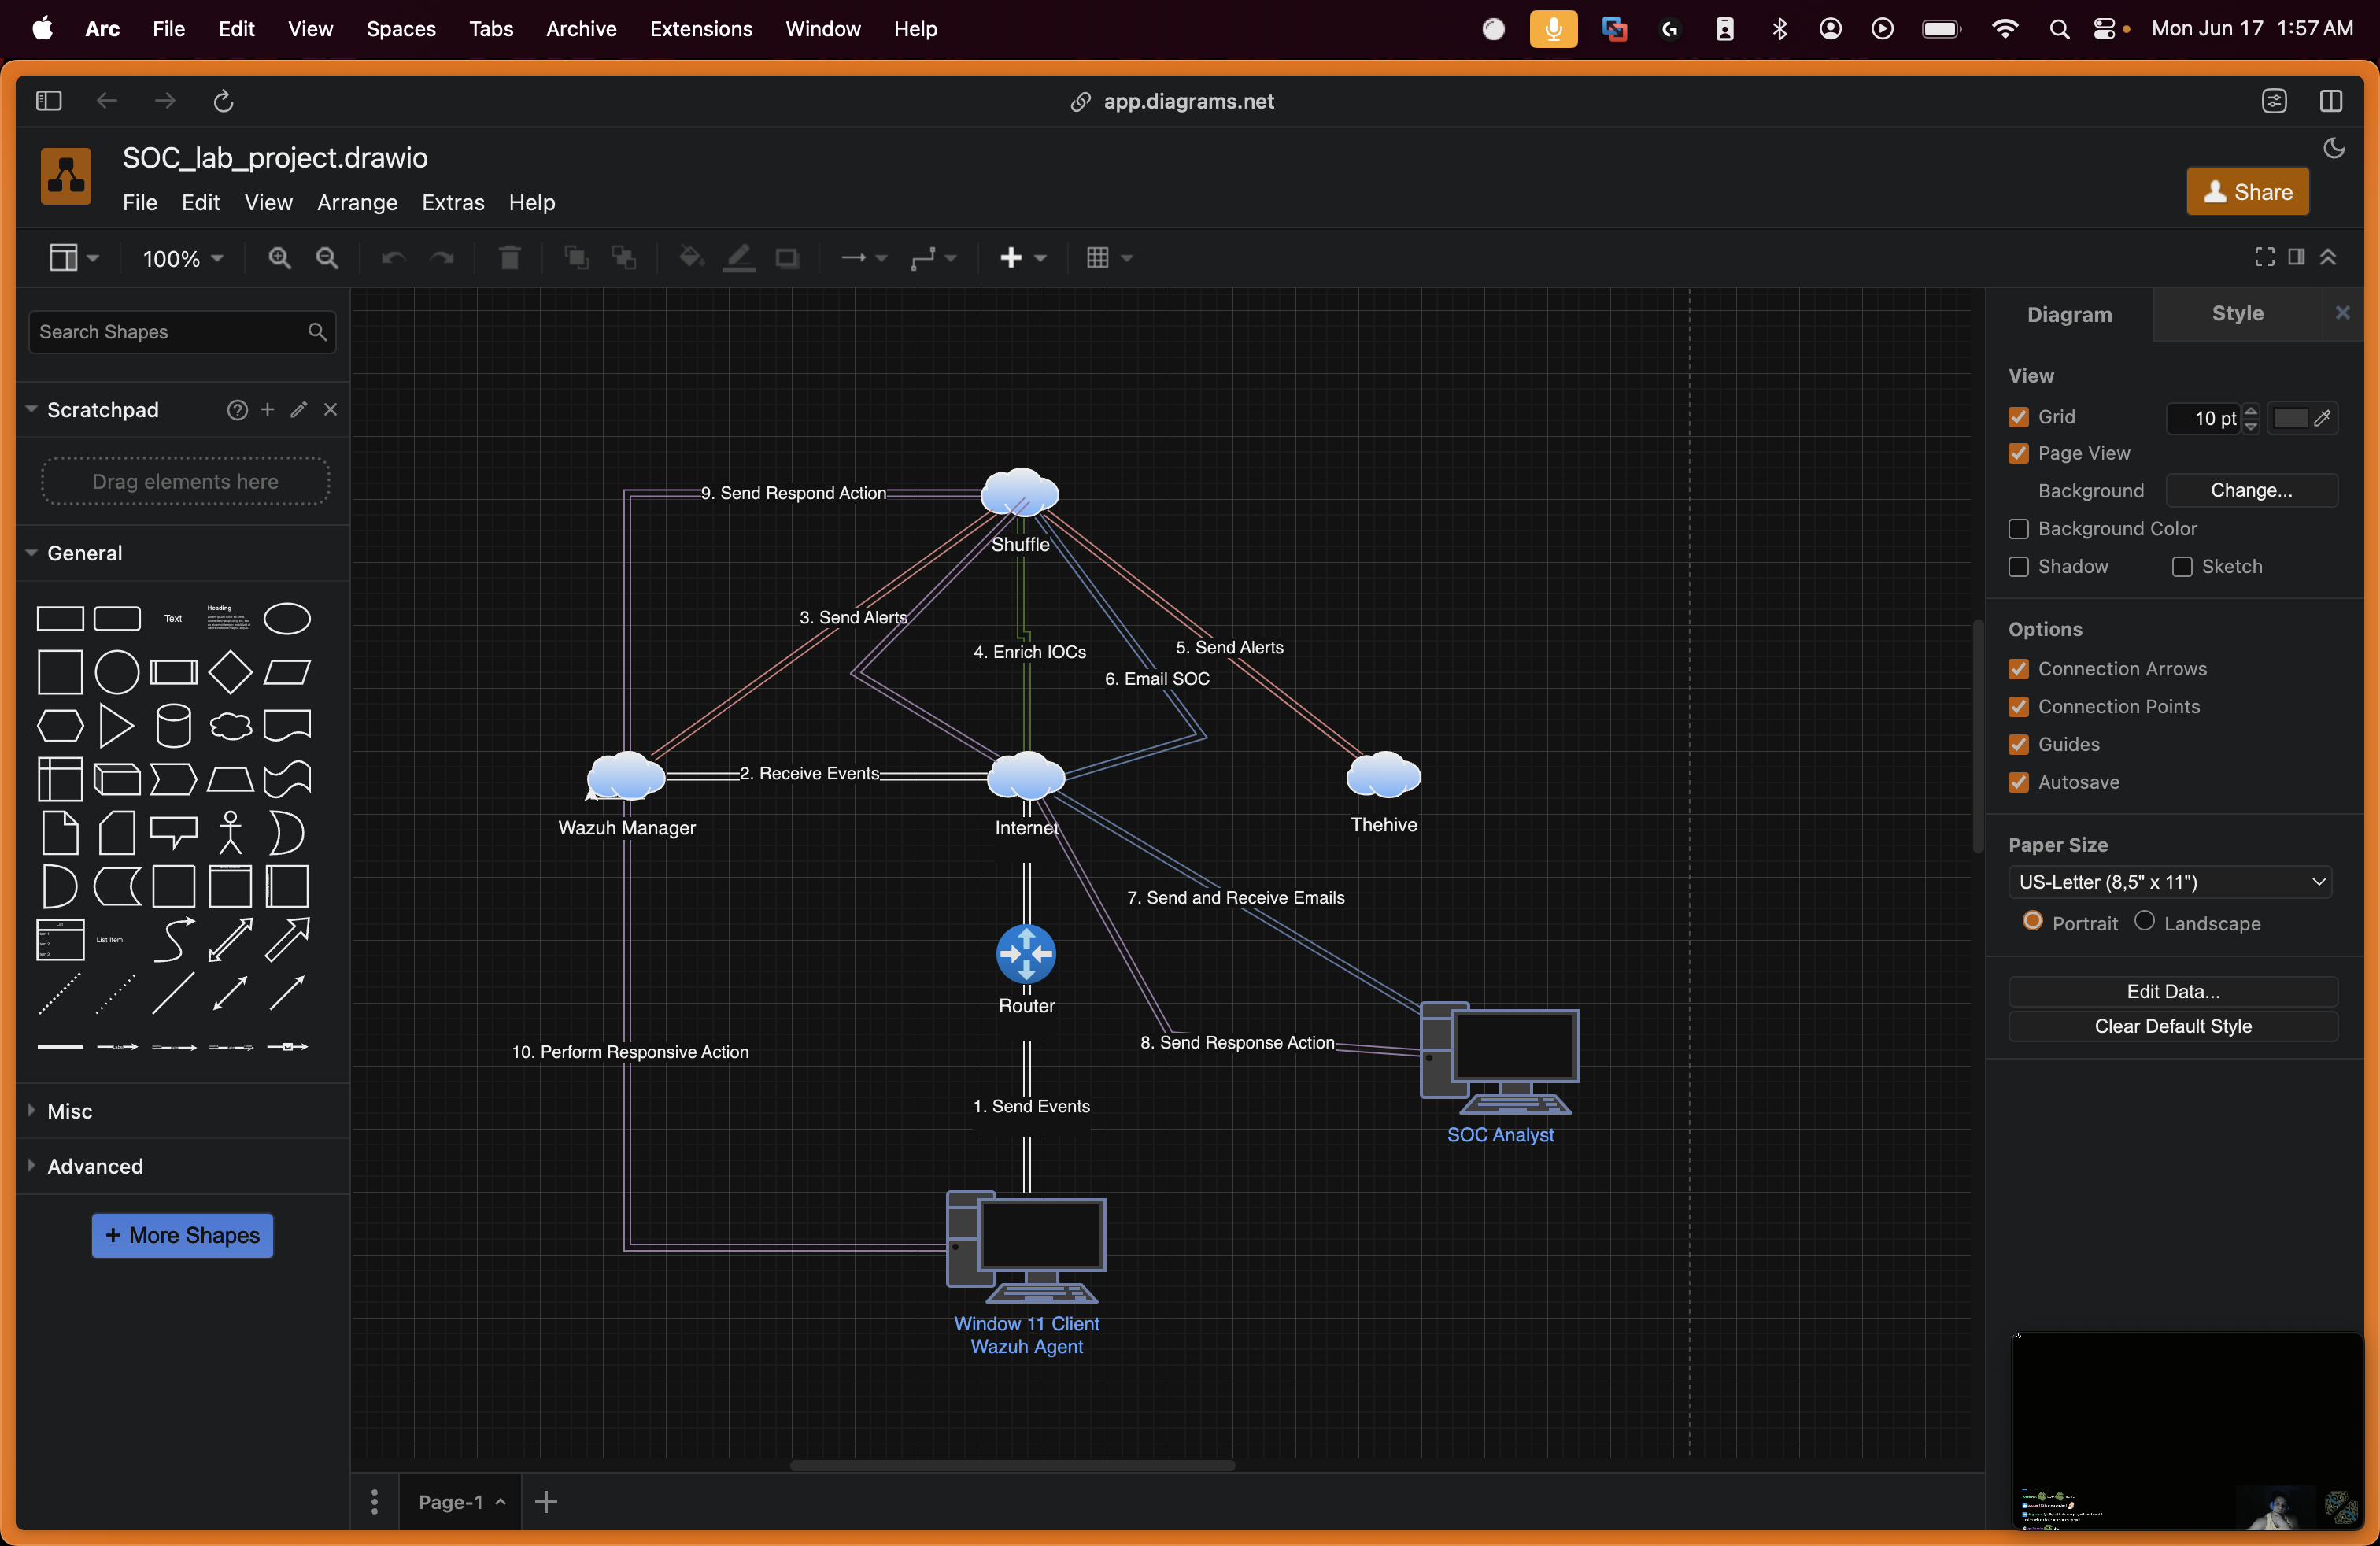 Arc File Edit View Spaces Tabs Archive Extensions Window Help
Mon Jun 17 1:57 AM
app.diagrams.net
SOC_lab_project.drawio
File Edit View Arrange Extras Help
Share
100%
Search Shapes
Scratchpad
Drag elements here
General
Text
Heading
List
List Item
Misc
Advanced
+ More Shapes
9. Send Respond Action
Shuffle
3. Send Alerts
4. Enrich IOCs
5. Send Alerts
6. Email SOC
2. Receive Events
Wazuh Manager
Internet
Thehive
7. Send and Receive Emails
Router
8. Send Response Action
10. Perform Responsive Action
1. Send Events
SOC Analyst
Window 11 Client
Wazuh Agent
Page-1
Diagram
Style
View
Grid
10 pt
Page View
Background
Change...
Background Color
Shadow
Sketch
Options
Connection Arrows
Connection Points
Guides
Autosave
Paper Size
US-Letter (8,5" x 11")
Portrait
Landscape
Edit Data...
Clear Default Style